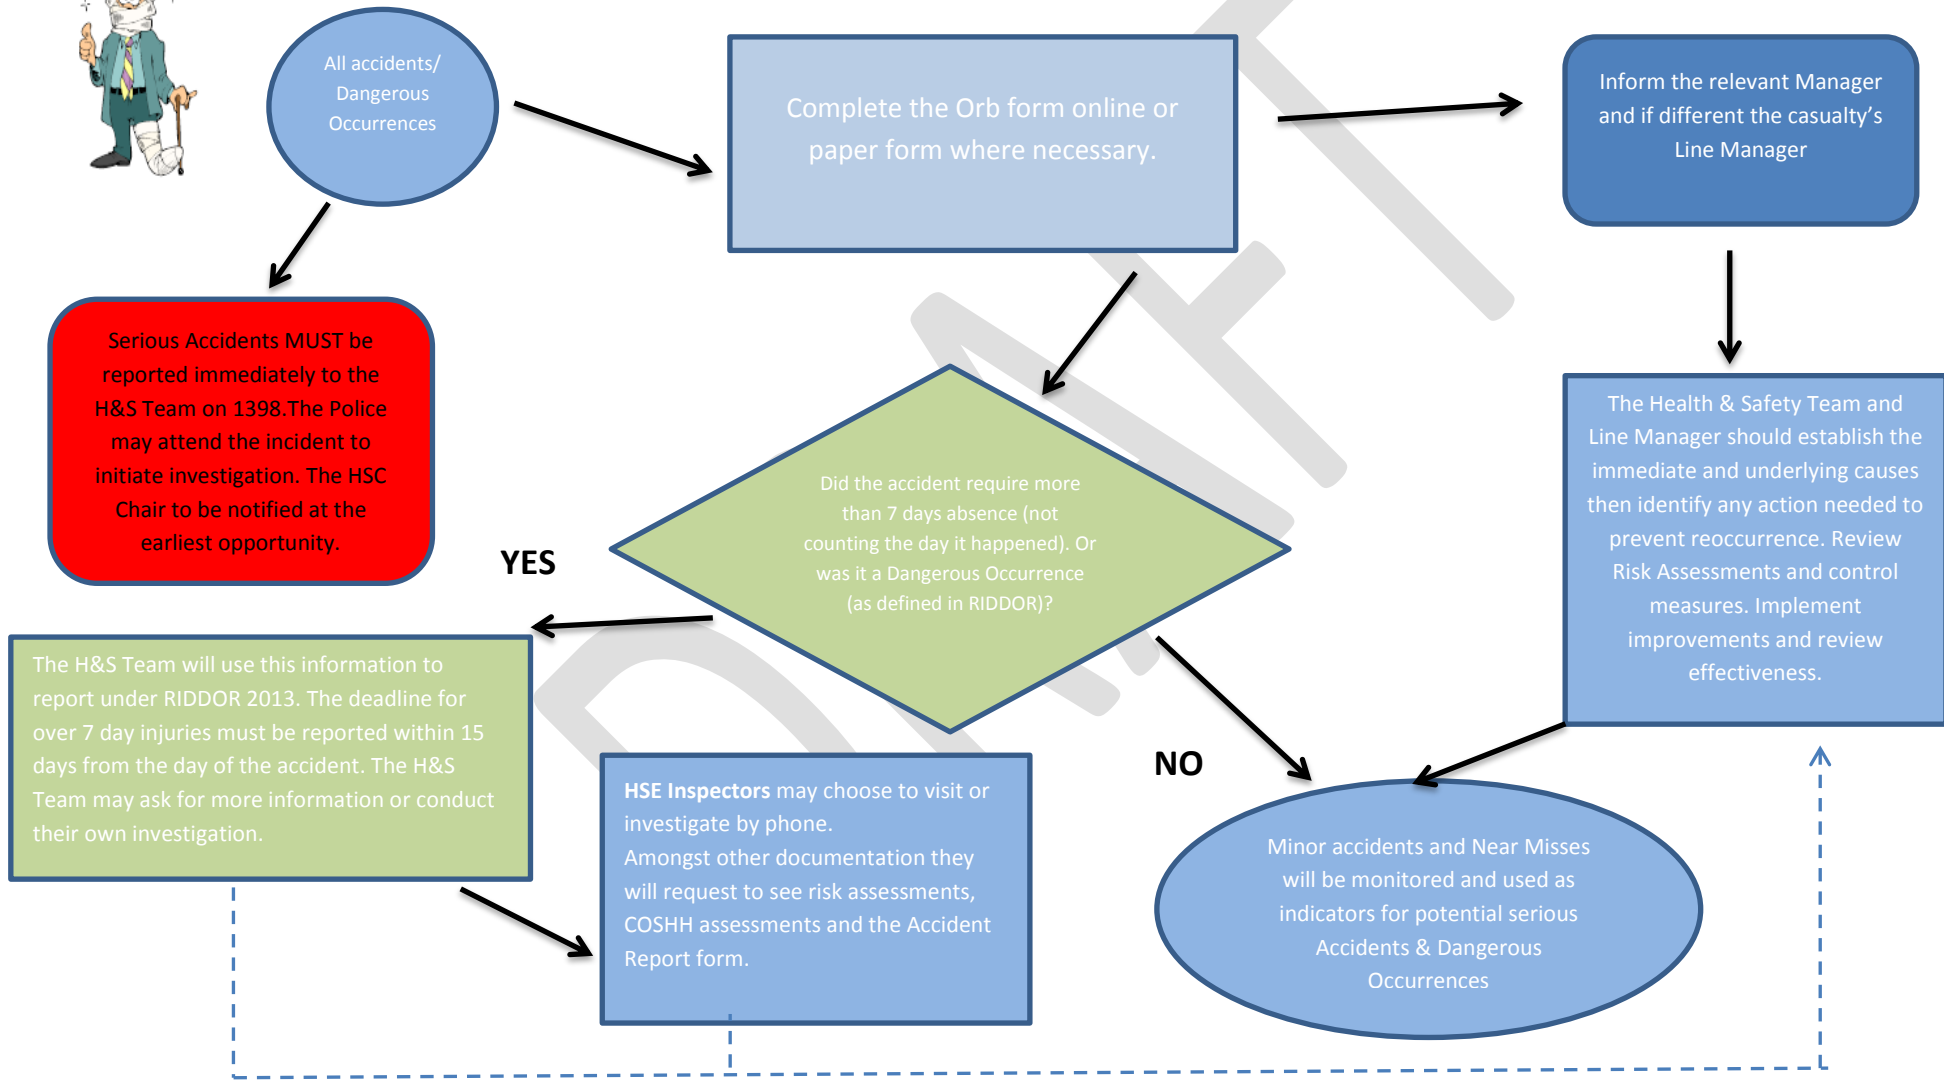 All accidents/
Dangerous
Occurrences
Complete the Orb form online or
paper form where necessary.
Inform the relevant Manager
and if different the casualty's
Line Manager
Serious Accidents MUST be
reported immediately to the
H&S Team on 1398.The Police
may attend the incident to
initiate investigation. The HSC
Chair to be notified at the
earliest opportunity.
Did the accident require more
than 7 days absence (not
counting the day it happened). Or
was it a Dangerous Occurrence
(as defined in RIDDOR)?
The Health & Safety Team and
Line Manager should establish the
immediate and underlying causes
then identify any action needed to
prevent reoccurrence. Review
Risk Assessments and control
measures. Implement
improvements and review
effectiveness.
YES
The H&S Team will use this information to
report under RIDDOR 2013. The deadline for
over 7 day injuries must be reported within 15
days from the day of the accident. The H&S
Team may ask for more information or conduct
their own investigation.
NO
HSE Inspectors may choose to visit or
investigate by phone.
Amongst other documentation they
will request to see risk assessments,
COSHH assessments and the Accident
Report form.
Minor accidents and Near Misses
will be monitored and used as
indicators for potential serious
Accidents & Dangerous
Occurrences
DRAFT